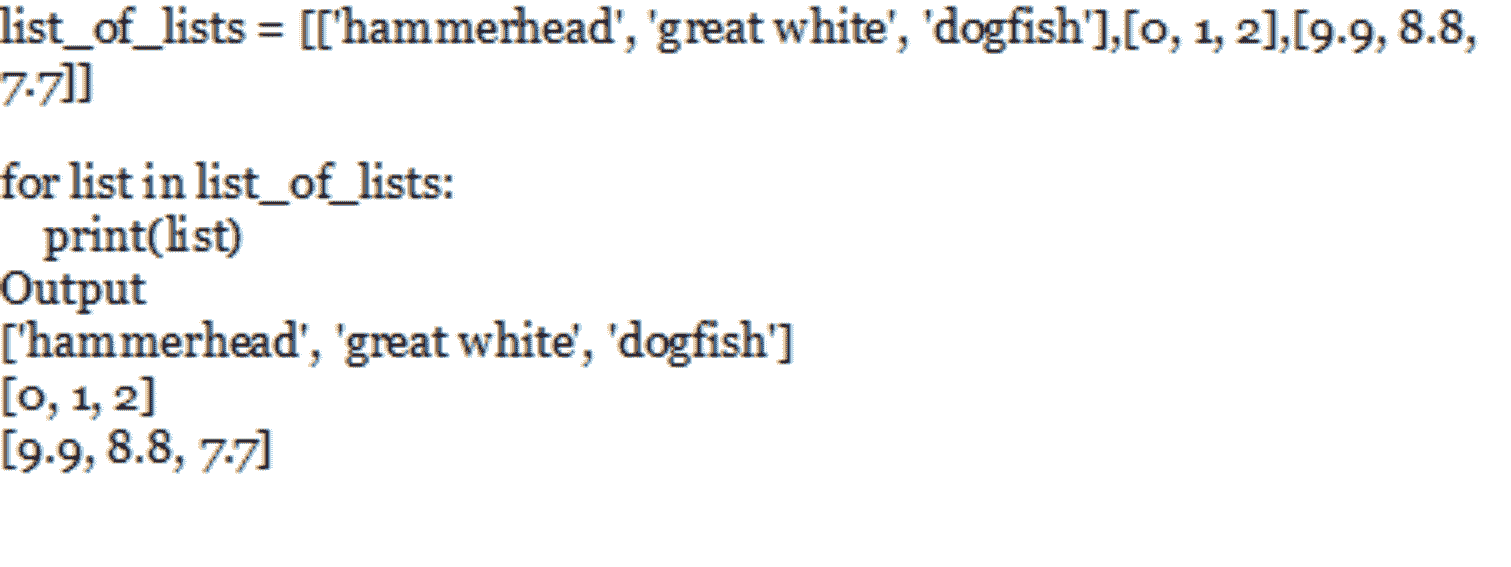 list_of_lists = [['hammerhead', 'great white', 'dogfish'],[0, 1, 2],[9.9, 8.8,
7.7]]
for list in list_of_lists:
    print(list)
Output
['hammerhead', 'great white', 'dogfish']
[0, 1, 2]
[9.9, 8.8, 7.7]